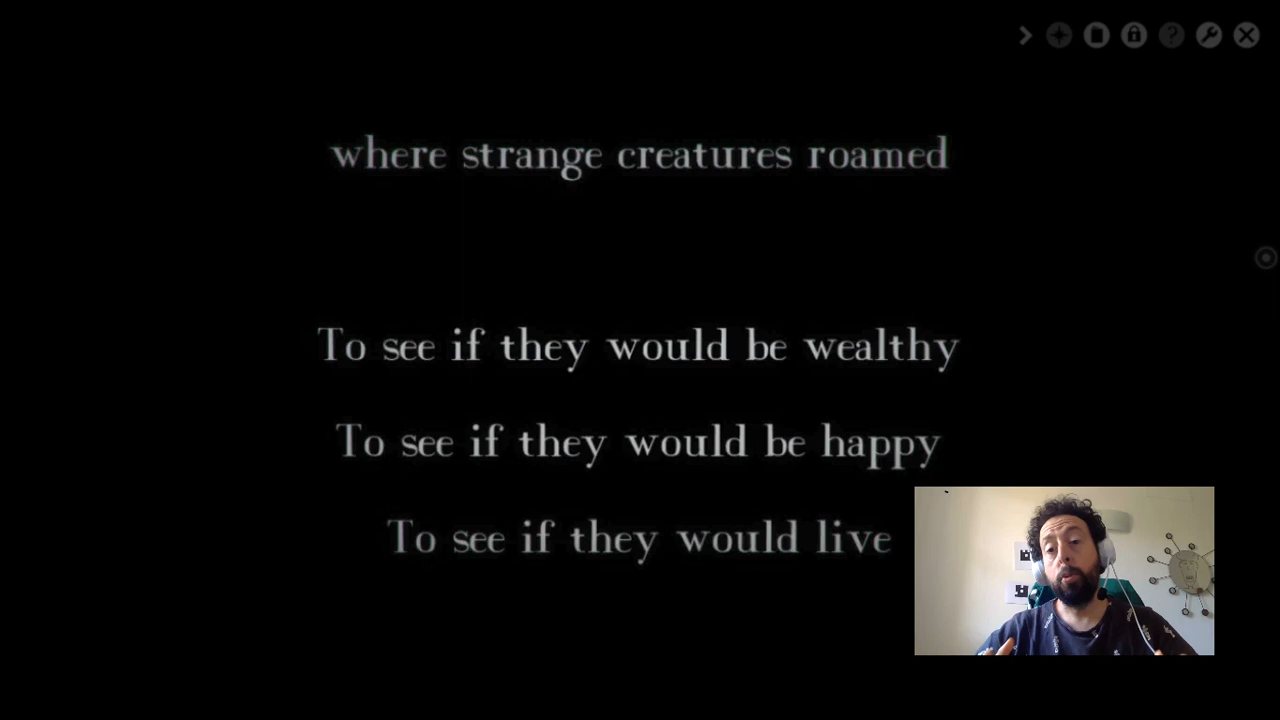 where strange creatures roamed
To see if they would be wealthy
To see if they would be happy
To see if they would live